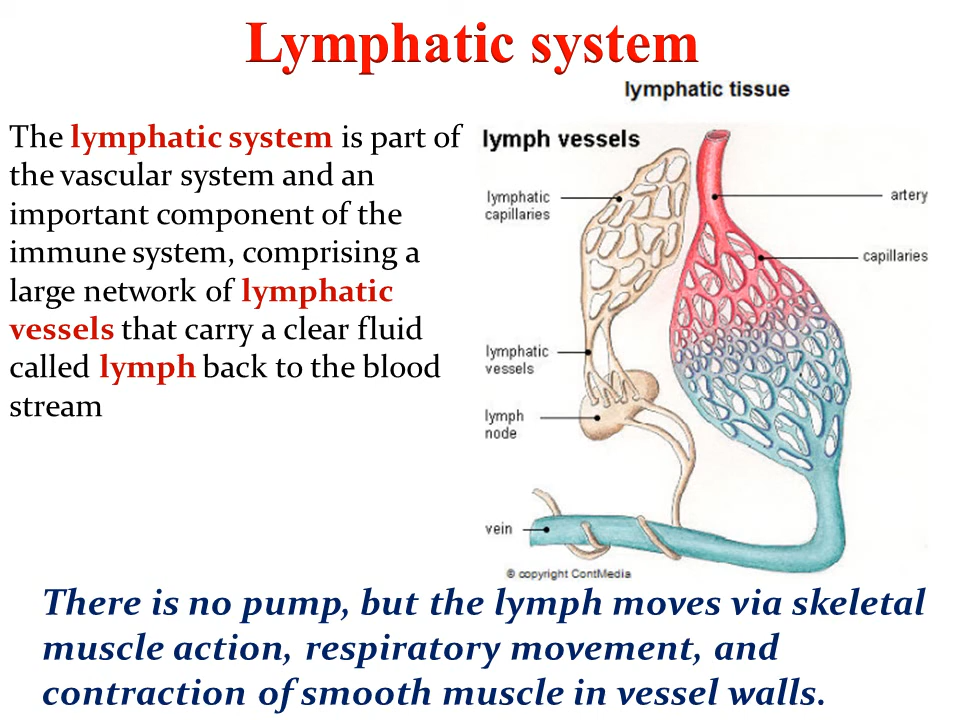 Lymphatic system
lymphatic tissue
The lymphatic system is part of
the vascular system and an
important component of the
immune system, comprising a
large network of lymphatic
vessels that carry a clear fluid
called lymph back to the blood
stream
lymph vessels
lymphatic
capillaries
artery
capillaries
lymphatic
vessels
lymph
node
vein
© copyright ContMedia
There is no pump, but the lymph moves via skeletal
muscle action, respiratory movement, and
contraction of smooth muscle in vessel walls.